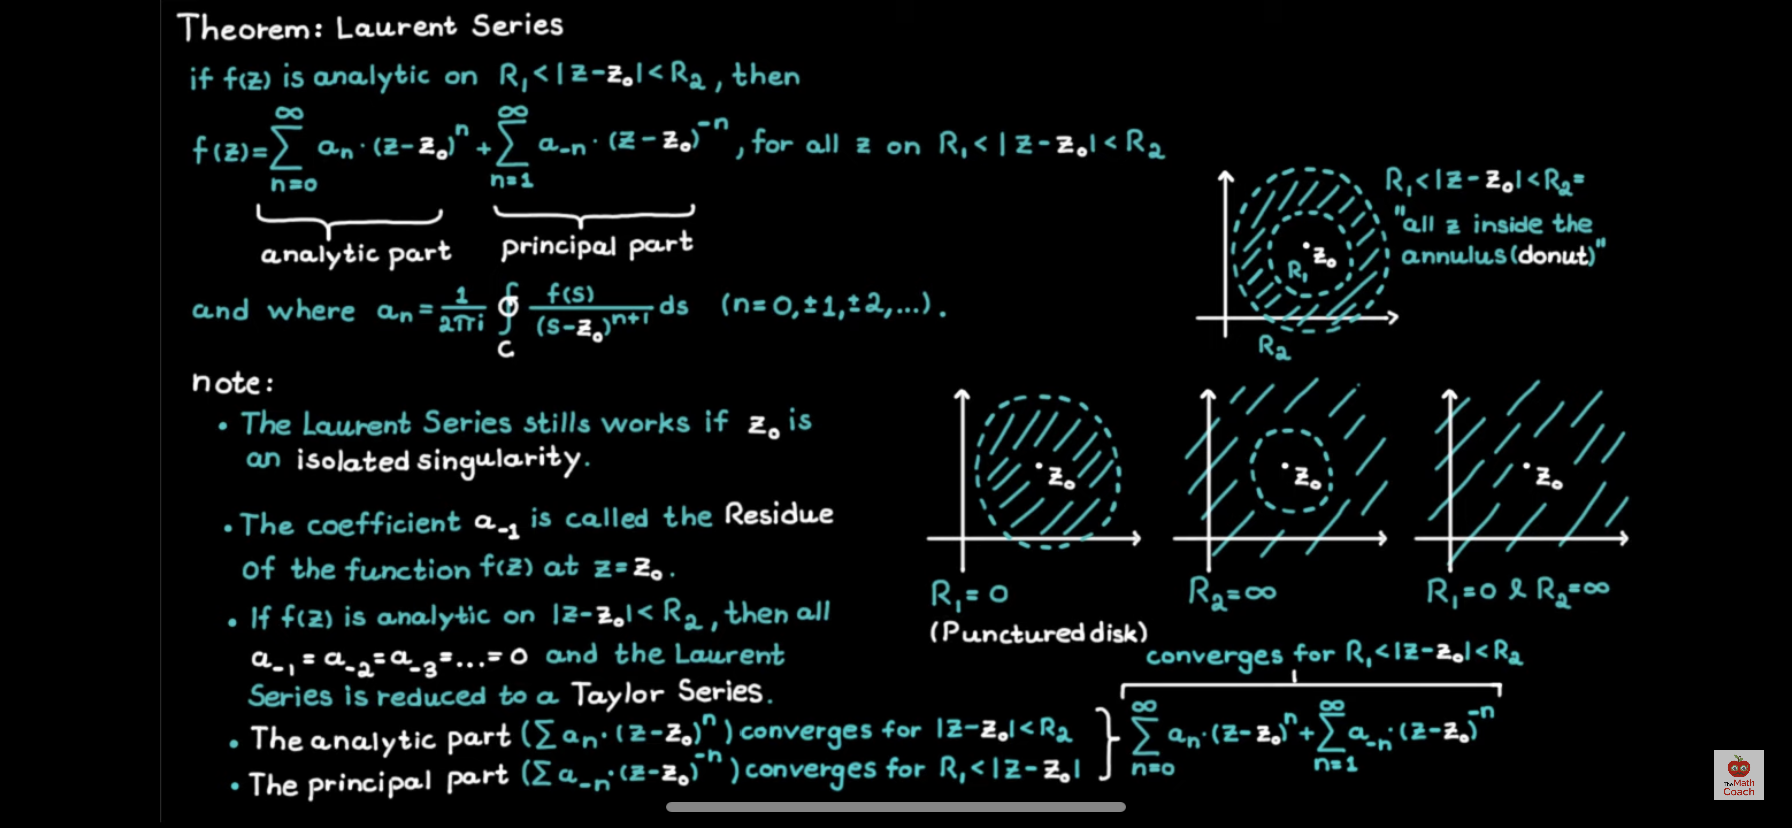 Theorem: Laurent Series
if f(z) is analytic on R₁ < |z-z₀| < R₂, then
f(z) = ∑_{n=0}^{∞} aₙ·(z-z₀)ⁿ + ∑_{n=1}^{∞} a₋ₙ·(z-z₀)⁻ⁿ, for all z on R₁ < |z-z₀| < R₂
analytic part principal part
and where aₙ = 1/(2πi) ∮_C f(s)/(s-z₀)ⁿ⁺¹ ds (n=0,±1,±2,...).
R₁ < |z-z₀| < R₂ =
"all z inside the
annulus (donut)"
z₀
R₁
R₂
note:
• The Laurent Series stills works if z₀ is
an isolated singularity.
• The coefficient a₋₁ is called the Residue
of the function f(z) at z=z₀.
• If f(z) is analytic on |z-z₀| < R₂, then all
a₋₁ = a₋₂ = a₋₃ = ... = 0 and the Laurent
Series is reduced to a Taylor Series.
• The analytic part (∑ aₙ·(z-z₀)ⁿ) converges for |z-z₀| < R₂
• The principal part (∑ a₋ₙ·(z-z₀)⁻ⁿ) converges for R₁ < |z-z₀|
z₀ z₀ z₀
R₁=0 R₂=∞ R₁=0 & R₂=∞
(Punctured disk)
converges for R₁ < |z-z₀| < R₂
∑_{n=0}^{∞} aₙ·(z-z₀)ⁿ + ∑_{n=1}^{∞} a₋ₙ·(z-z₀)⁻ⁿ
The Math
Coach